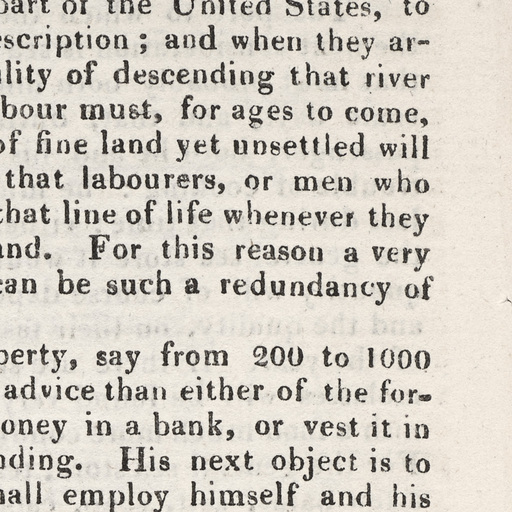 part of the United States, to
escription ; and when they ar-
lity of descending that river
bour must, for ages to come,
of fine land yet unsettled will
that labourers, or men who
that line of life whenever they
and. For this reason a very
can be such a redundancy of
perty, say from 200 to 1000
advice than either of the for-
oney in a bank, or vest it in
nding. His next object is to
hall employ himself and his